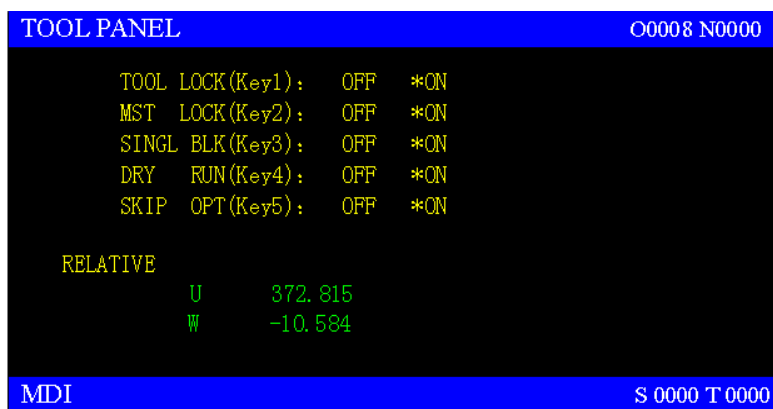 TOOL PANEL O0008 N0000
TOOL LOCK(Key1): OFF *ON
MST LOCK(Key2): OFF *ON
SINGL BLK(Key3): OFF *ON
DRY RUN(Key4): OFF *ON
SKIP OPT(Key5): OFF *ON
RELATIVE
U 372.815
W -10.584
MDI S 0000 T 0000